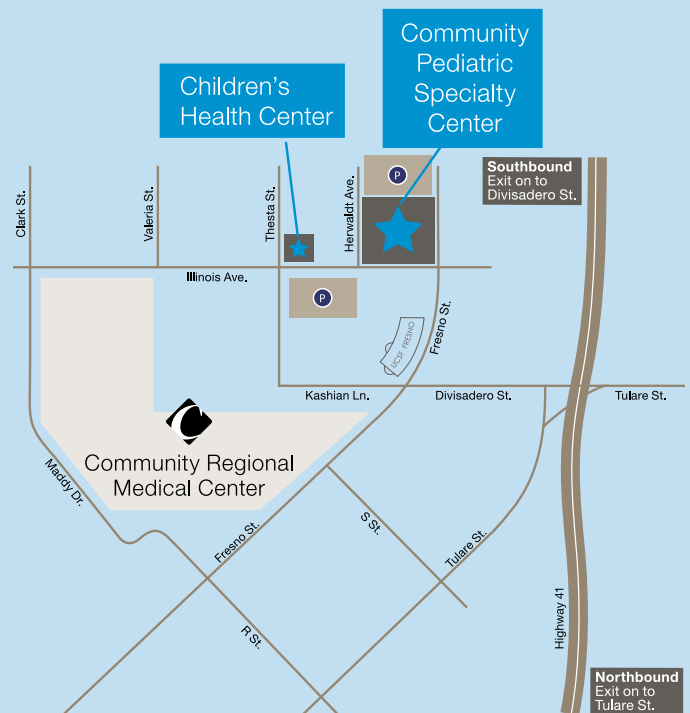 Community
Pediatric
Specialty
Center
Children's
Health Center
Southbound
Exit on to
Divisadero St.
Clark St.
Valeria St.
Thesta St.
Herwaldt Ave.
P
Illinois Ave.
P
Fresno St.
UCSF FRESNO
Kashian Ln.
Divisadero St.
Tulare St.
Community Regional
Medical Center
Maddy Dr.
Fresno St.
S St.
Tulare St.
R St.
Highway 41
Northbound
Exit on to
Tulare St.